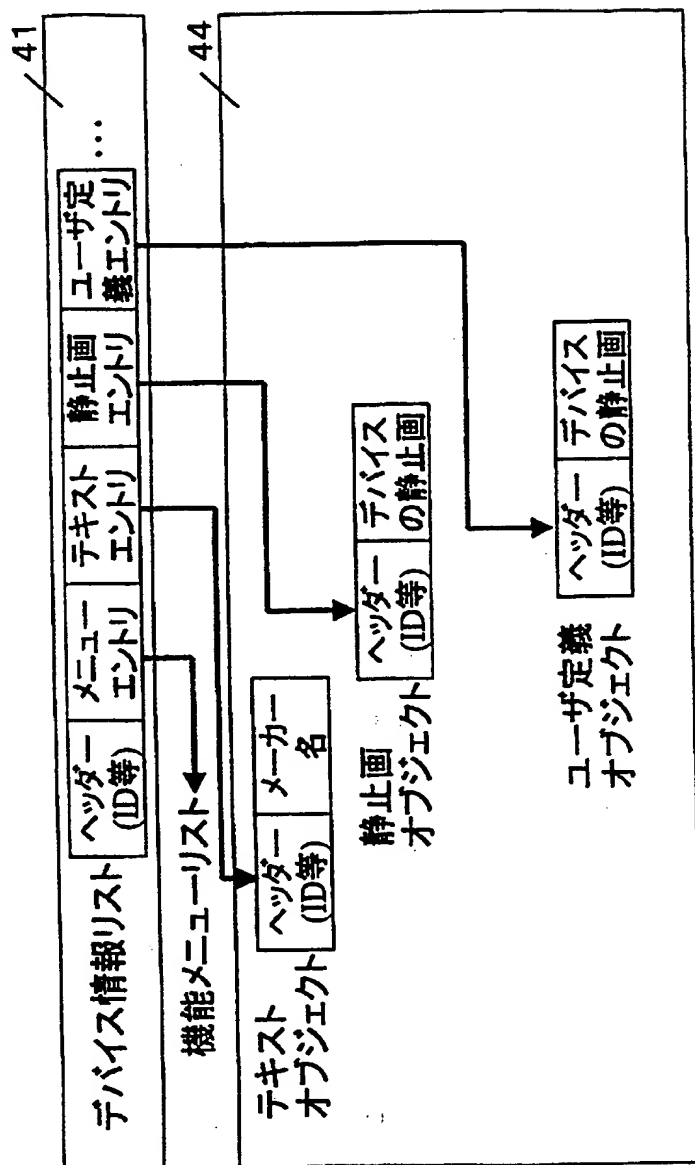 41
デバイス情報リスト
ヘッダー
(ID等)
メニュー
エントリ
テキスト
エントリ
静止画
エントリ
ユーザ定
義エントリ
...
機能メニューリスト
44
テキスト
オブジェクト
ヘッダー
(ID等)
メーカー
名
静止画
オブジェクト
ヘッダー
(ID等)
デバイス
の静止画
ユーザ定義
オブジェクト
ヘッダー
(ID等)
デバイス
の静止画